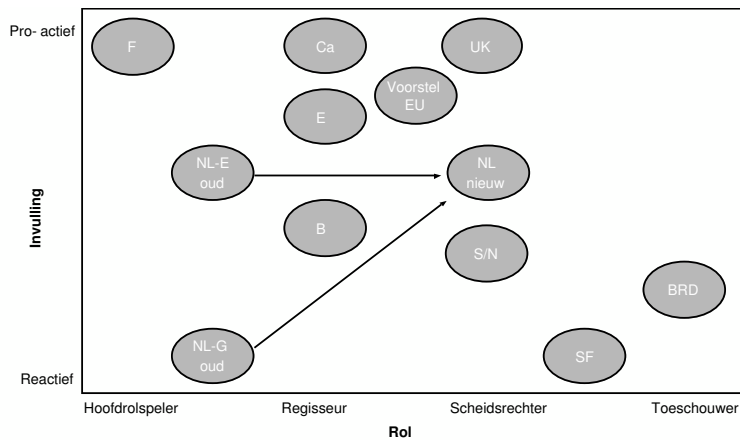 Pro- actief
F
Ca
UK
Voorstel
EU
E
NL-E
oud
NL
nieuw
Invulling
B
S/N
BRD
NL-G
oud
SF
Reactief
Hoofdrolspeler
Regisseur
Scheidsrechter
Toeschouwer
Rol